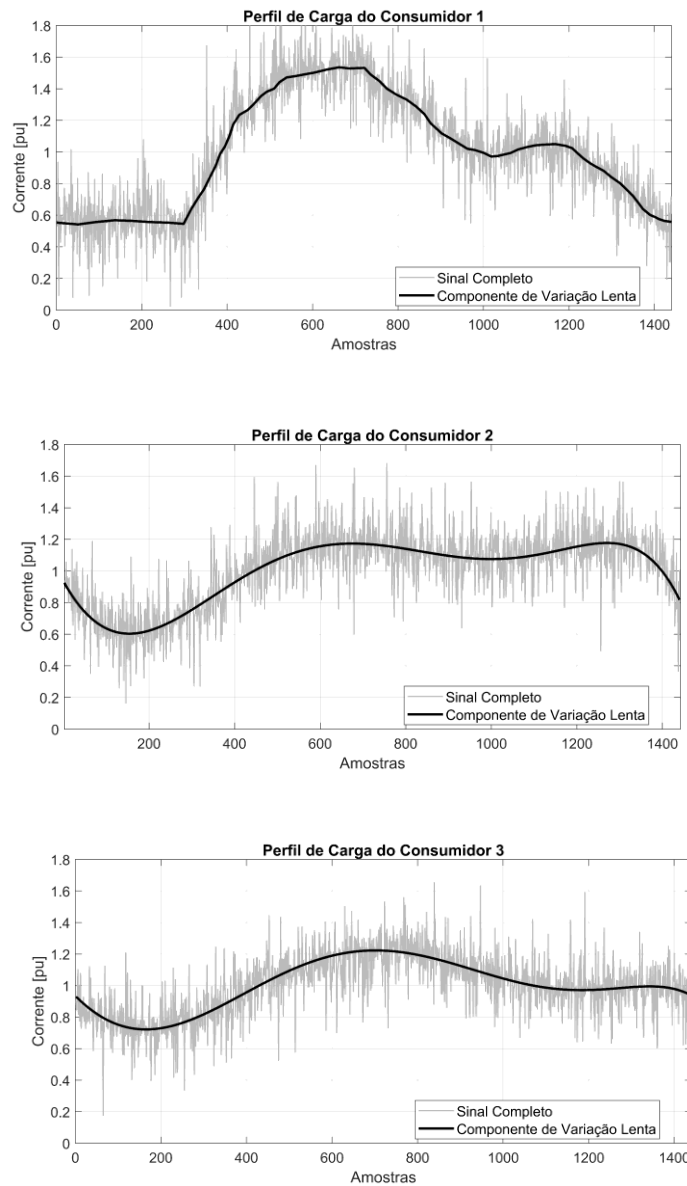 Perfil de Carga do Consumidor 1
1.8
1.6
1.4
1.2
1
0.8
0.6
0.4
0.2
0
Corrente [pu]
Sinal Completo
Componente de Variação Lenta
0 200 400 600 800 1000 1200 1400
Amostras
Perfil de Carga do Consumidor 2
1.8
1.6
1.4
1.2
1
0.8
0.6
0.4
0.2
0
Corrente [pu]
Sinal Completo
Componente de Variação Lenta
200 400 600 800 1000 1200 1400
Amostras
Perfil de Carga do Consumidor 3
1.8
1.6
1.4
1.2
1
0.8
0.6
0.4
0.2
0
Corrente [pu]
Sinal Completo
Componente de Variação Lenta
0 200 400 600 800 1000 1200 1400
Amostras